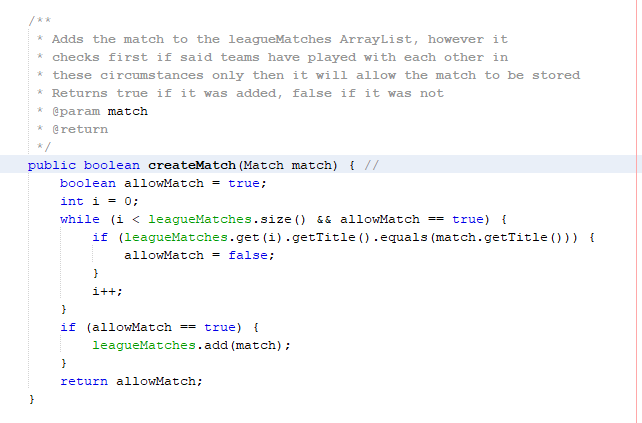 /**
 * Adds the match to the leagueMatches ArrayList, however it
 * checks first if said teams have played with each other in
 * these circumstances only then it will allow the match to be stored
 * Returns true if it was added, false if it was not
 * @param match
 * @return
 */
public boolean createMatch(Match match) { //
    boolean allowMatch = true;
    int i = 0;
    while (i < leagueMatches.size() && allowMatch == true) {
        if (leagueMatches.get(i).getTitle().equals(match.getTitle())) {
            allowMatch = false;
        }
        i++;
    }
    if (allowMatch == true) {
        leagueMatches.add(match);
    }
    return allowMatch;
}